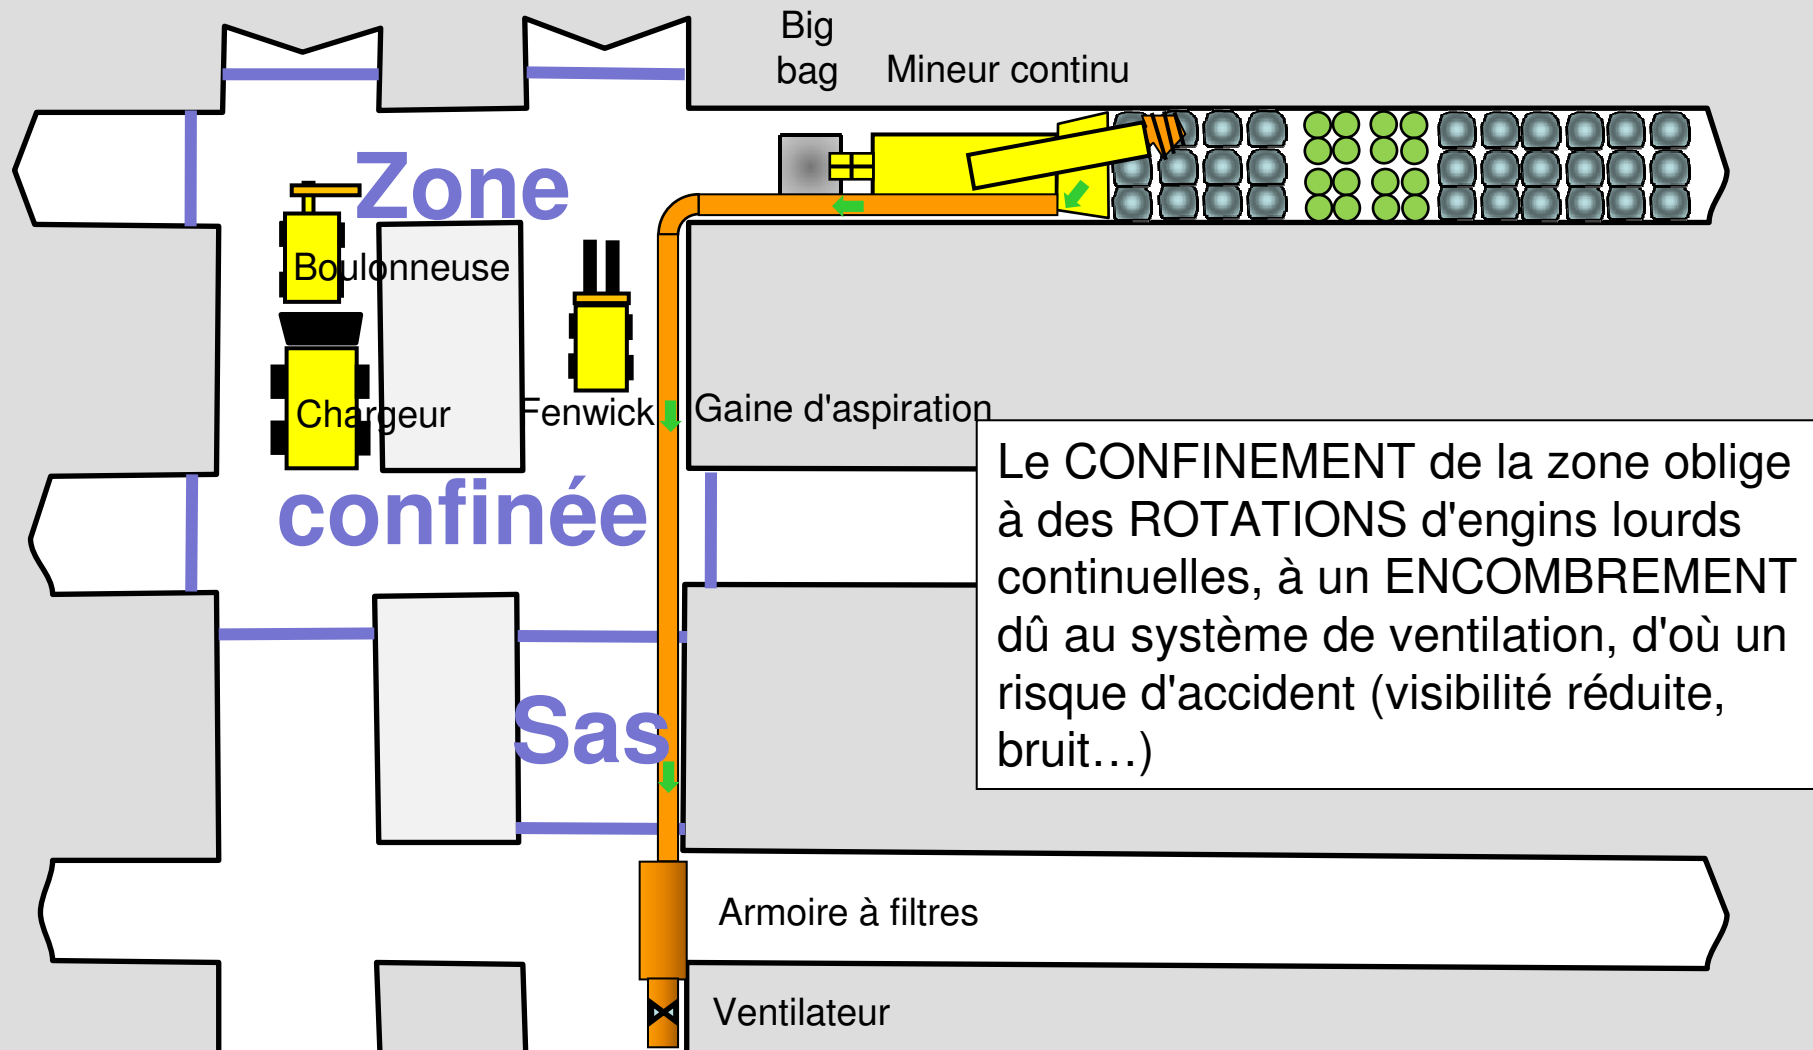 Big
bag
Mineur continu
Zone
Boulonneuse
Chargeur
Fenwick
Gaine d'aspiration
confinée
Le CONFINEMENT de la zone oblige
à des ROTATIONS d'engins lourds
continuelles, à un ENCOMBREMENT
dû au système de ventilation, d'où un
risque d'accident (visibilité réduite,
bruit…)
Sas
Armoire à filtres
Ventilateur